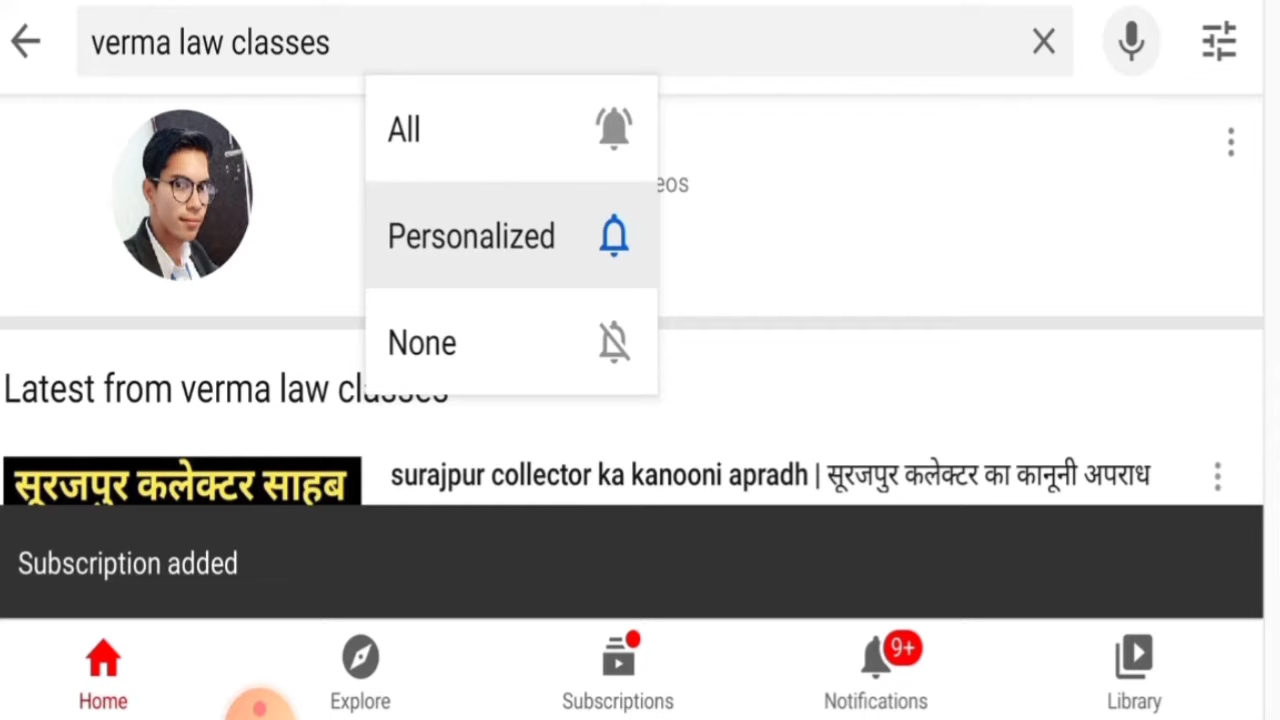 verma law classes
All
eos
Personalized
None
Latest from verma law classes
सूरजपुर कलेक्टर साहब
surajpur collector ka kanooni apradh | सूरजपुर कलेक्टर का कानूनी अपराध
Subscription added
9+
Home
Explore
Subscriptions
Notifications
Library